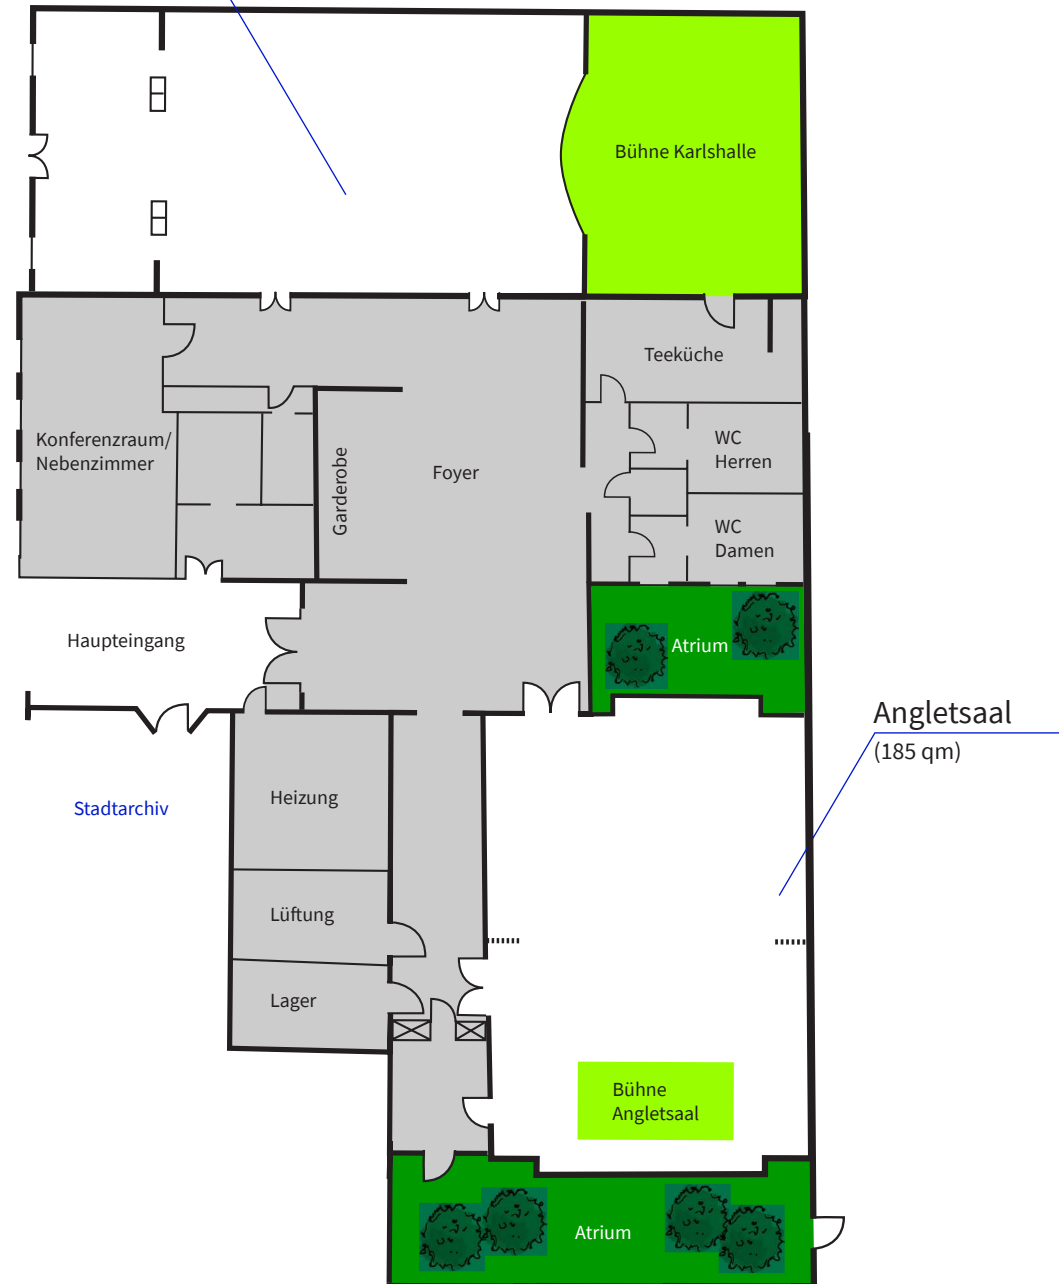 Bühne Karlshalle
Teeküche
Konferenzraum/
Nebenzimmer
Garderobe
Foyer
WC
Herren
WC
Damen
Haupteingang
Atrium
Angletsaal
(185 qm)
Stadtarchiv
Heizung
Lüftung
Lager
Bühne
Angletsaal
Atrium